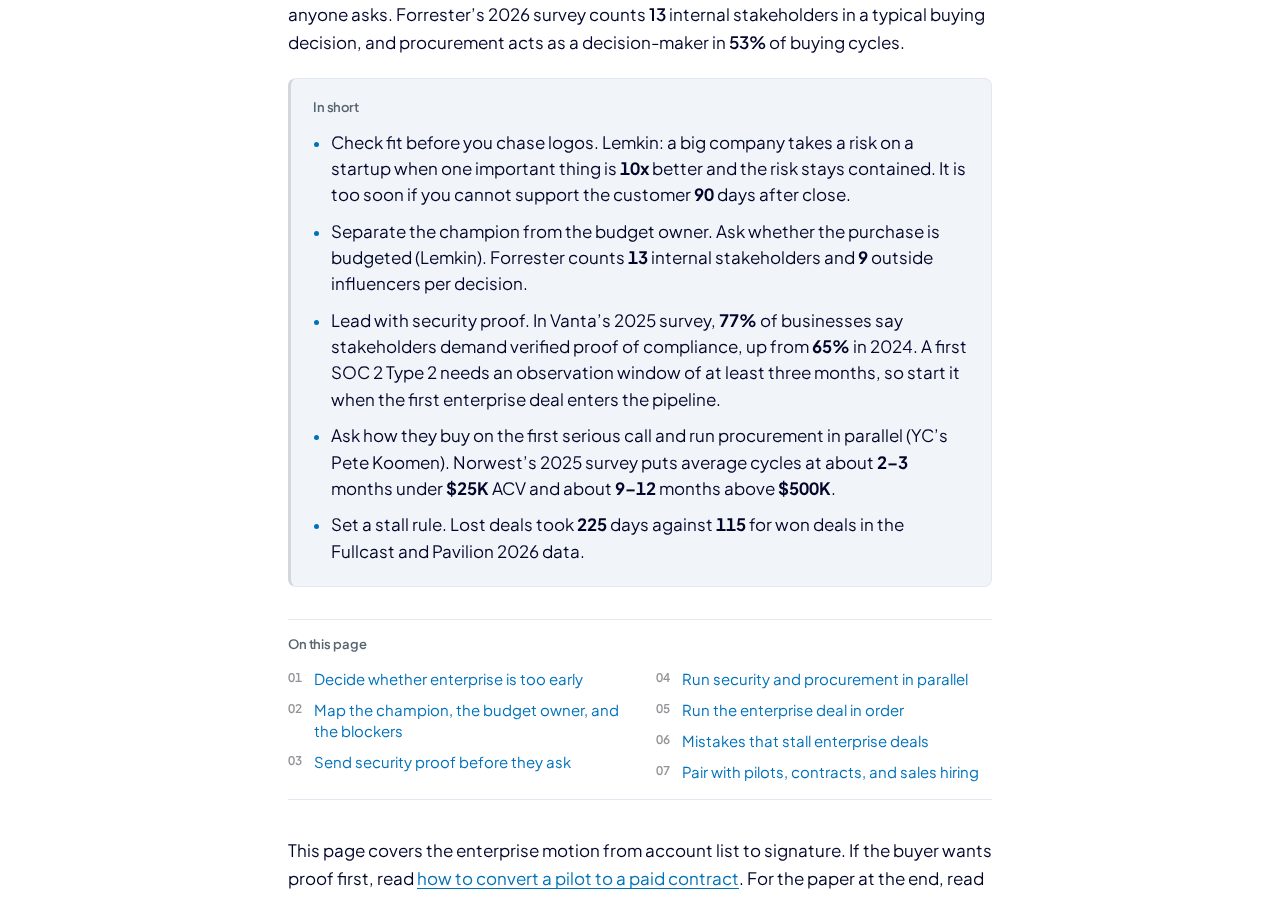 anyone asks. Forrester’s 2026 survey counts 13 internal stakeholders in a typical buying
decision, and procurement acts as a decision-maker in 53% of buying cycles.
In short
• Check fit before you chase logos. Lemkin: a big company takes a risk on a
startup when one important thing is 10x better and the risk stays contained. It is
too soon if you cannot support the customer 90 days after close.
• Separate the champion from the budget owner. Ask whether the purchase is
budgeted (Lemkin). Forrester counts 13 internal stakeholders and 9 outside
influencers per decision.
• Lead with security proof. In Vanta’s 2025 survey, 77% of businesses say
stakeholders demand verified proof of compliance, up from 65% in 2024. A first
SOC 2 Type 2 needs an observation window of at least three months, so start it
when the first enterprise deal enters the pipeline.
• Ask how they buy on the first serious call and run procurement in parallel (YC’s
Pete Koomen). Norwest’s 2025 survey puts average cycles at about 2–3
months under $25K ACV and about 9–12 months above $500K.
• Set a stall rule. Lost deals took 225 days against 115 for won deals in the
Fullcast and Pavilion 2026 data.
On this page
01 Decide whether enterprise is too early
02 Map the champion, the budget owner, and
the blockers
03 Send security proof before they ask
04 Run security and procurement in parallel
05 Run the enterprise deal in order
06 Mistakes that stall enterprise deals
07 Pair with pilots, contracts, and sales hiring
This page covers the enterprise motion from account list to signature. If the buyer wants
proof first, read how to convert a pilot to a paid contract. For the paper at the end, read